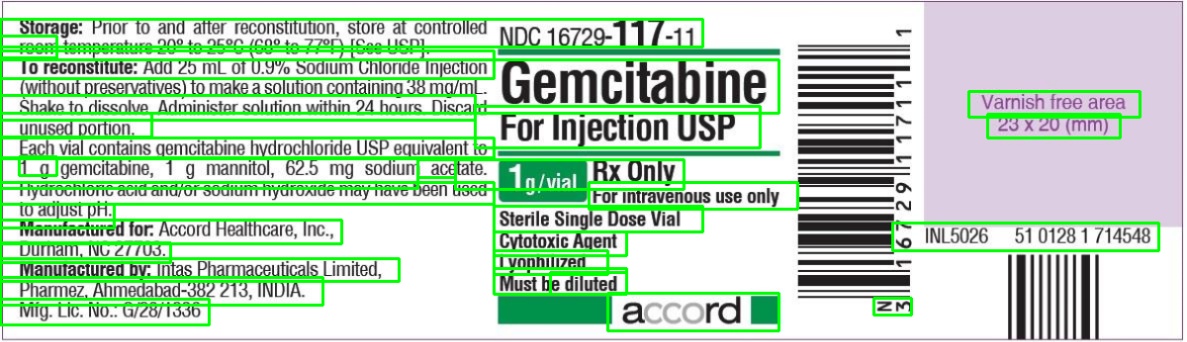 Storage: Prior to and after reconstitution, store at controlled
room temperature 20° to 25°C (68° to 77°F) [See USP].
To reconstitute: Add 25 mL of 0.9% Sodium Chloride Injection
(without preservatives) to make a solution containing 38 mg/mL.
Shake to dissolve. Administer solution within 24 hours. Discard
unused portion.
Each vial contains gemcitabine hydrochloride USP equivalent to
1 g gemcitabine, 1 g mannitol, 62.5 mg sodium acetate.
Hydrochloric acid and/or sodium hydroxide may have been used
to adjust pH.
Manufactured for: Accord Healthcare, Inc.,
Durham, NC 27703.
Manufactured by: Intas Pharmaceuticals Limited,
Pharmez, Ahmedabad-382 213, INDIA.
Mfg. Lic. No.: G/28/1336
NDC 16729-117-11
Gemcitabine
For Injection USP
1 g/vial
Rx Only
For intravenous use only
Sterile Single Dose Vial
Cytotoxic Agent
Lyophilized
Must be diluted
accord
N
3 16729 11711 1
Varnish free area
23 x 20 (mm)
INL5026 51 0128 1 714548